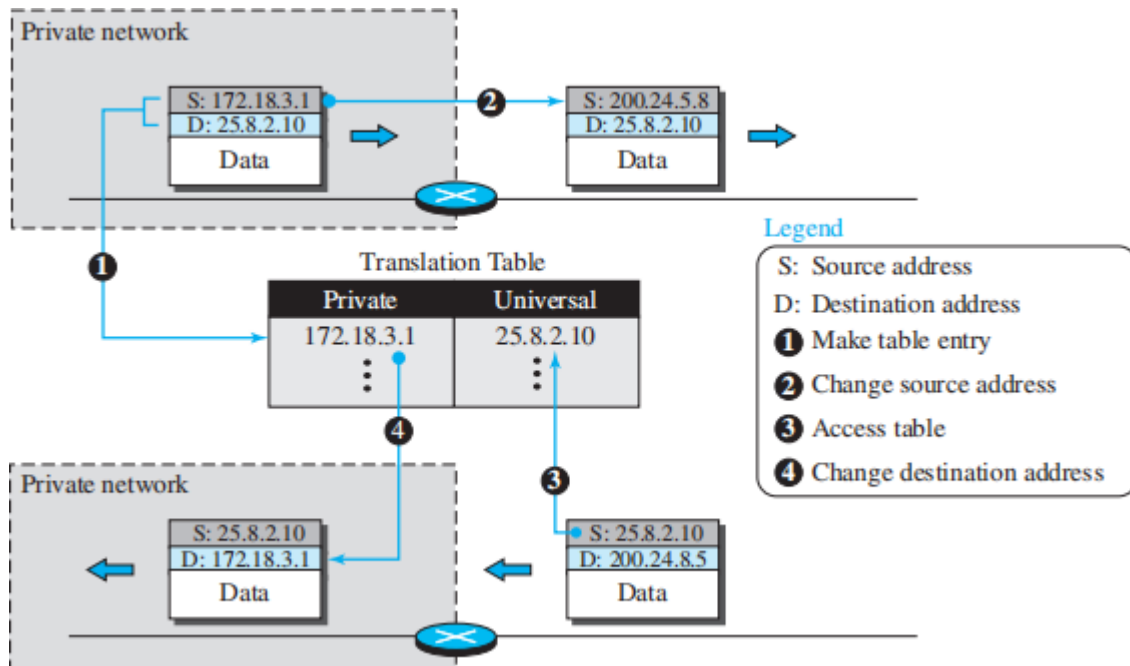 Private network
S: 172.18.3.1
D: 25.8.2.10
Data
2
S: 200.24.5.8
D: 25.8.2.10
Data
1
Translation Table
Private Universal
172.18.3.1 25.8.2.10
4
3
Legend
S: Source address
D: Destination address
1 Make table entry
2 Change source address
3 Access table
4 Change destination address
Private network
S: 25.8.2.10
D: 172.18.3.1
Data
S: 25.8.2.10
D: 200.24.8.5
Data